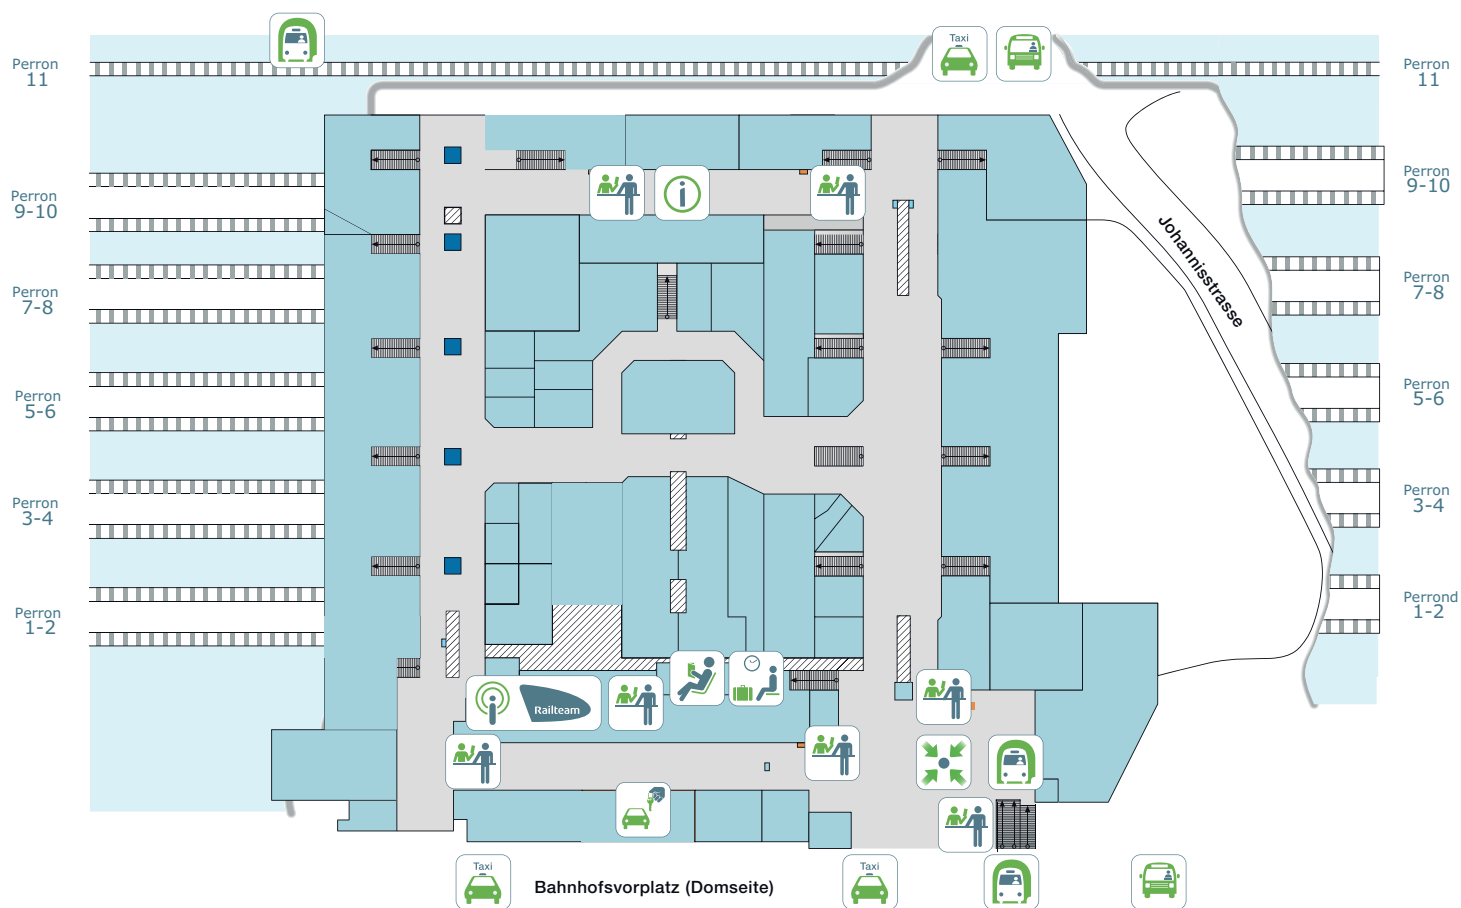 Taxi
Perron
11
Perron
11
Perron
9-10
Perron
9-10
Johannisstrasse
Perron
7-8
Perron
7-8
Perron
5-6
Perron
5-6
Perron
3-4
Perron
3-4
Perron
1-2
Perrond
1-2
i
Railteam
Taxi
Bahnhofsvorplatz (Domseite)
Taxi